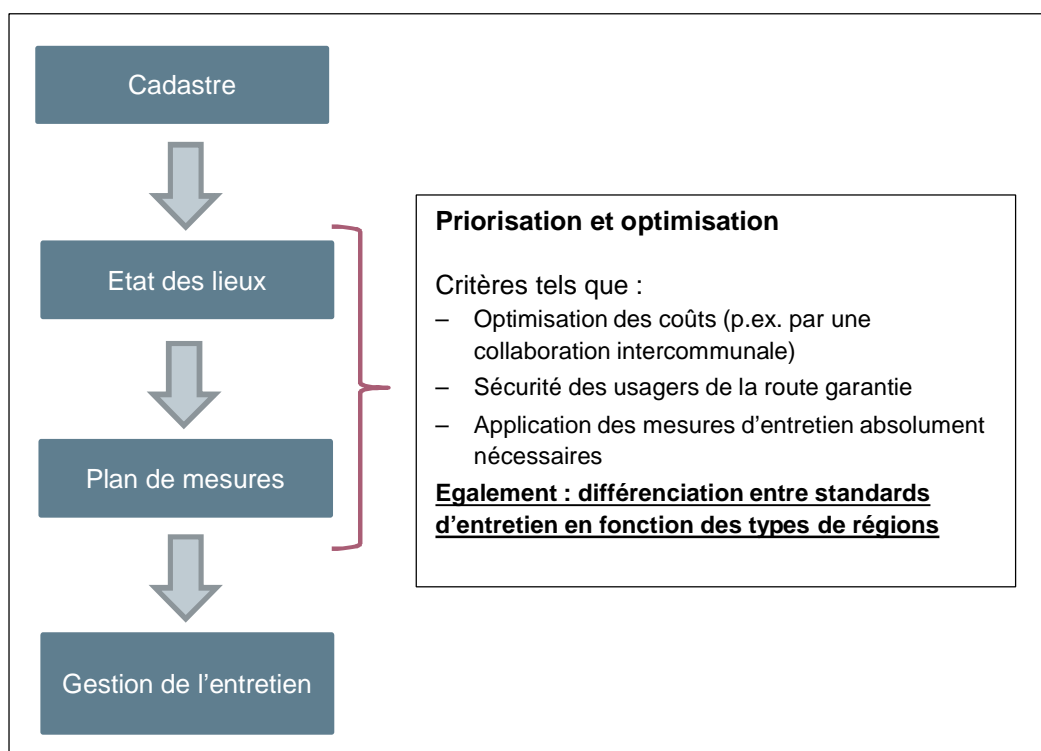 Cadastre
Etat des lieux
Plan de mesures
Gestion de l’entretien
Priorisation et optimisation
Critères tels que :
– Optimisation des coûts (p.ex. par une
collaboration intercommunale)
– Sécurité des usagers de la route garantie
– Application des mesures d’entretien absolument
nécessaires
Egalement : différenciation entre standards
d’entretien en fonction des types de régions